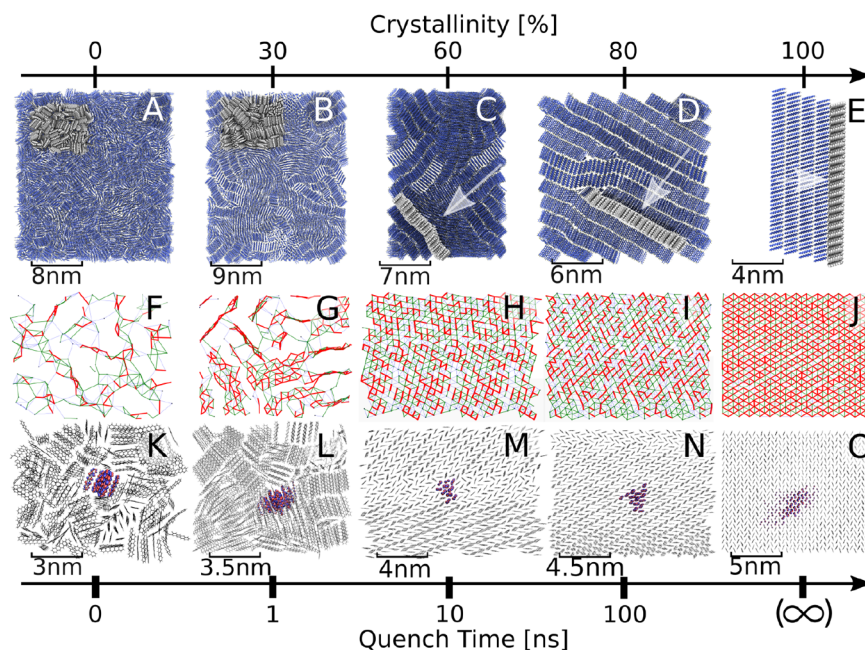 Crystallinity [%]
0 30 60 80 100
A B C D E
8nm 9nm 7nm 6nm 4nm
F G H I J
K L M N O
3nm 3.5nm 4nm 4.5nm 5nm
0 1 10 100 (∞)
Quench Time [ns]